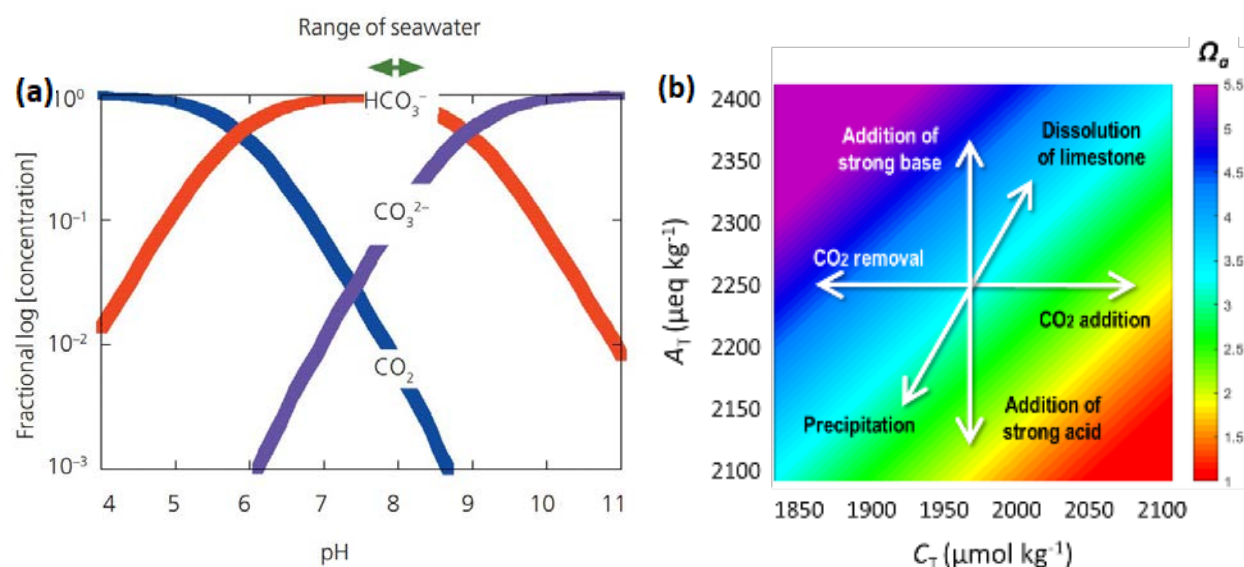 Range of seawater
(a)
HCO₃⁻
CO₃²⁻
CO₂
Fractional log [concentration]
10⁰
10⁻¹
10⁻²
10⁻³
4 5 6 7 8 9 10 11
pH
(b)
Ωa
Addition of
strong base
Dissolution
of limestone
CO₂ removal
CO₂ addition
Precipitation
Addition of
strong acid
A_T (μeq kg⁻¹)
2400
2350
2300
2250
2200
2150
2100
1850 1900 1950 2000 2050 2100
C_T (μmol kg⁻¹)
5.5
5
4.5
4
3.5
3
2.5
2
1.5
1